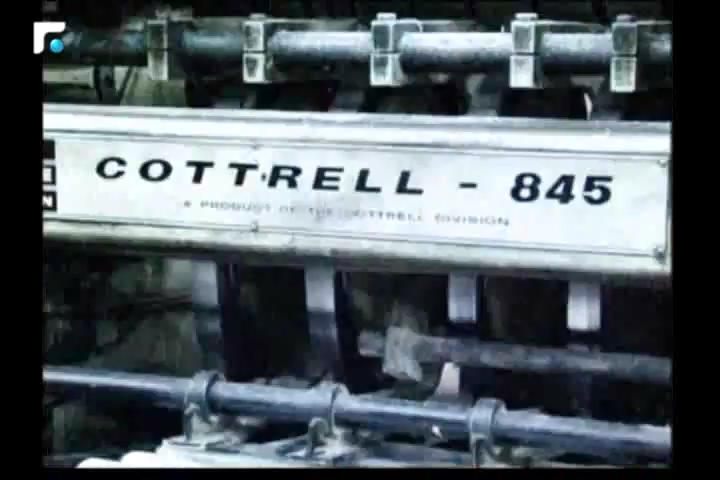 COTTRELL - 845
A PRODUCT OF THE COTTRELL DIVISION